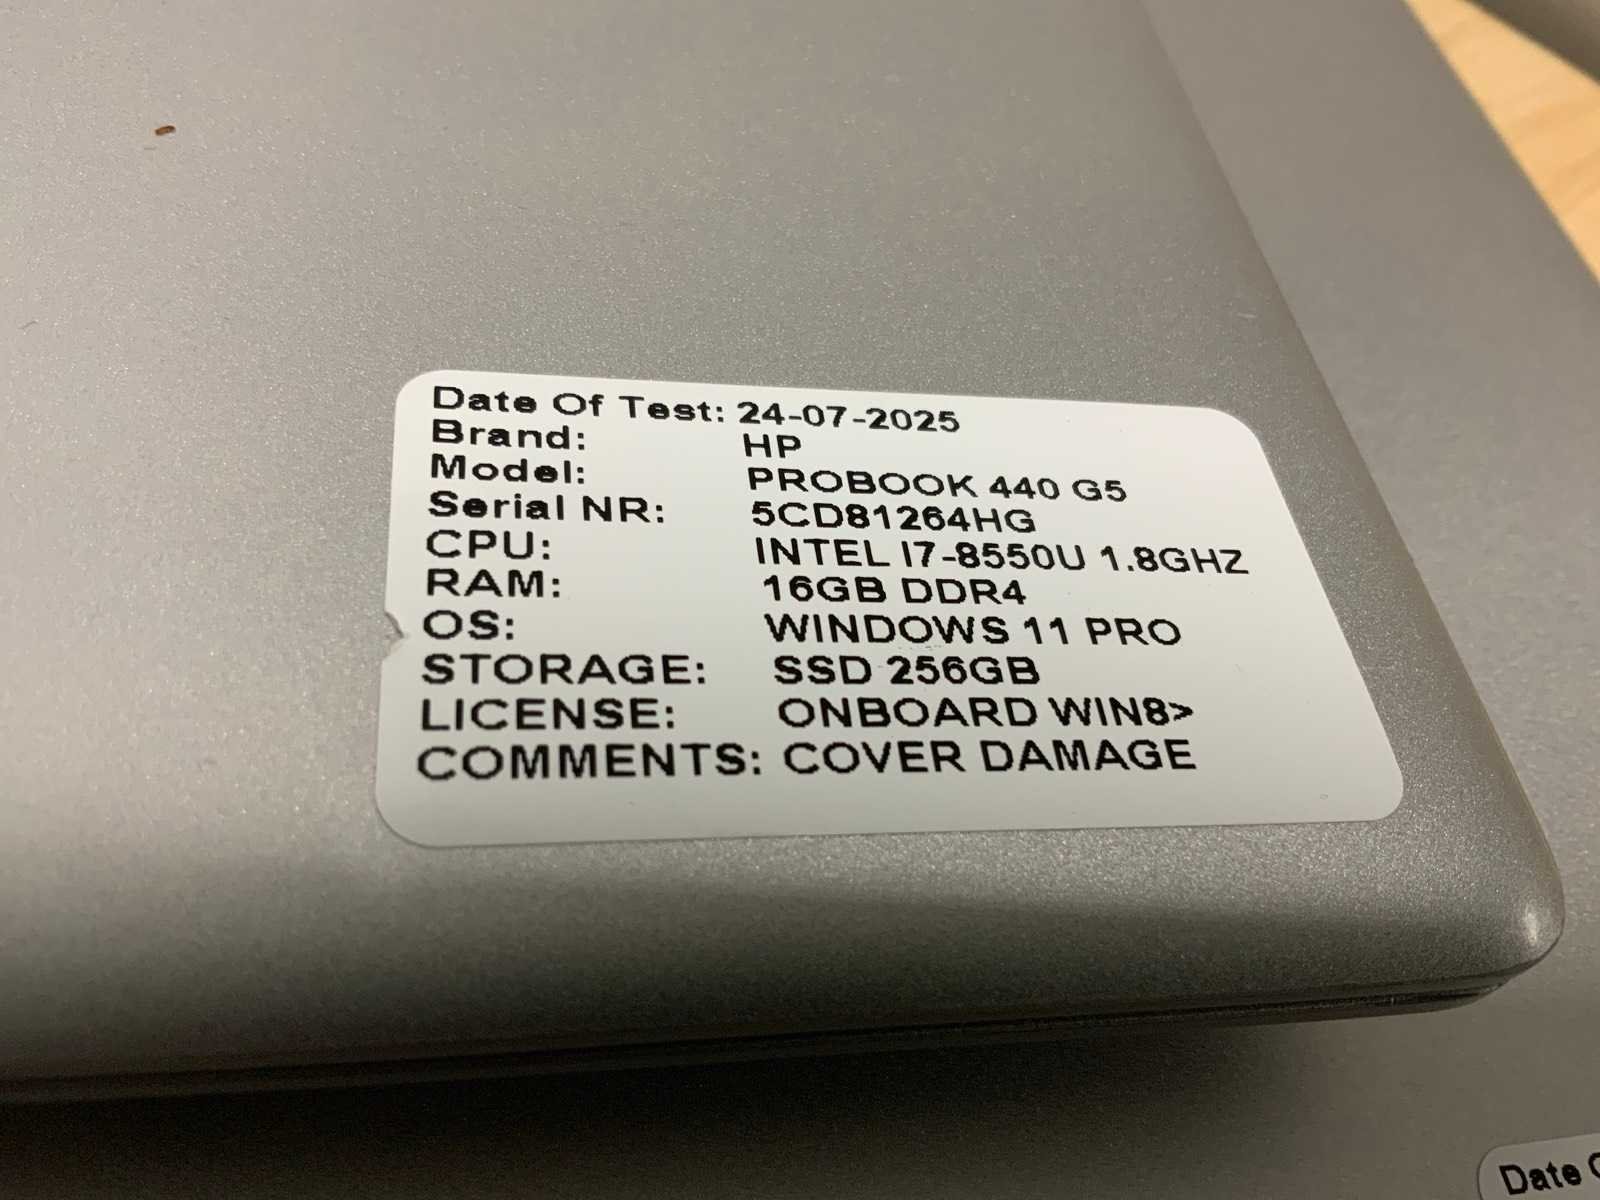 Date Of Test: 24-07-2025
Brand: HP
Model: PROBOOK 440 G5
Serial NR: 5CD81264HG
CPU: INTEL I7-8550U 1.8GHZ
RAM: 16GB DDR4
OS: WINDOWS 11 PRO
STORAGE: SSD 256GB
LICENSE: ONBOARD WIN8>
COMMENTS: COVER DAMAGE
Date